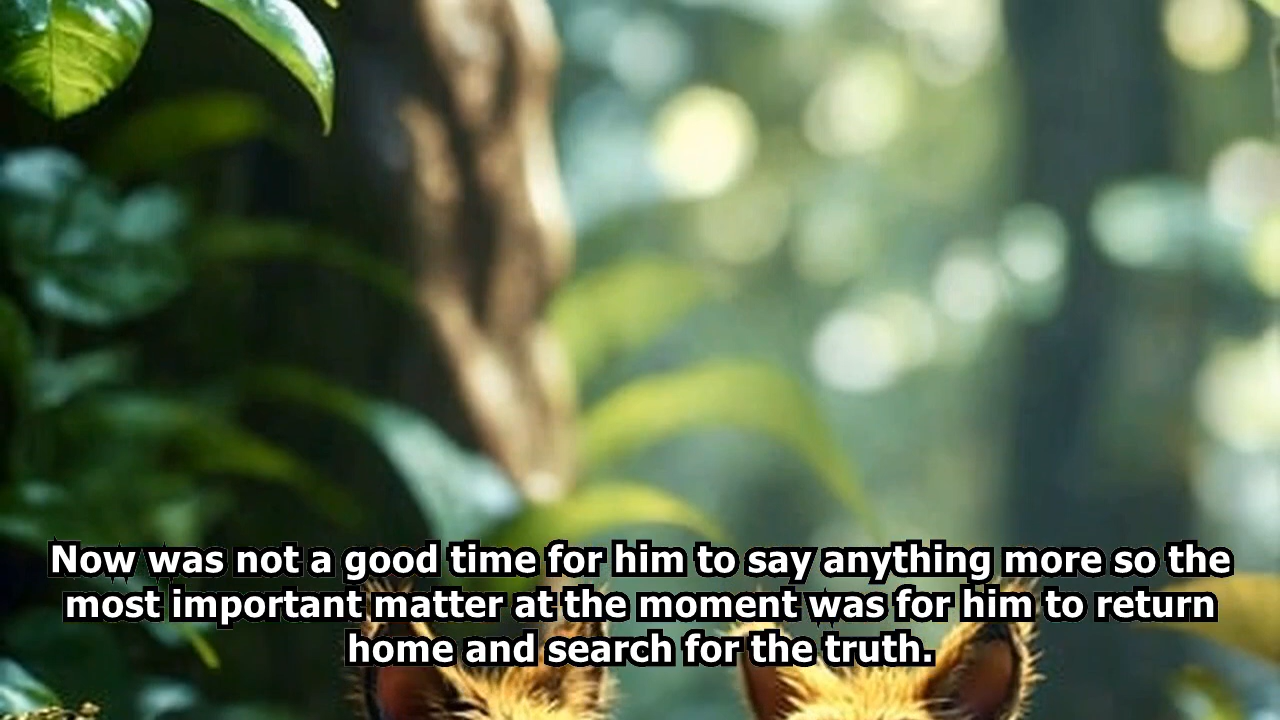 Now was not a good time for him to say anything more so the
most important matter at the moment was for him to return
home and search for the truth.